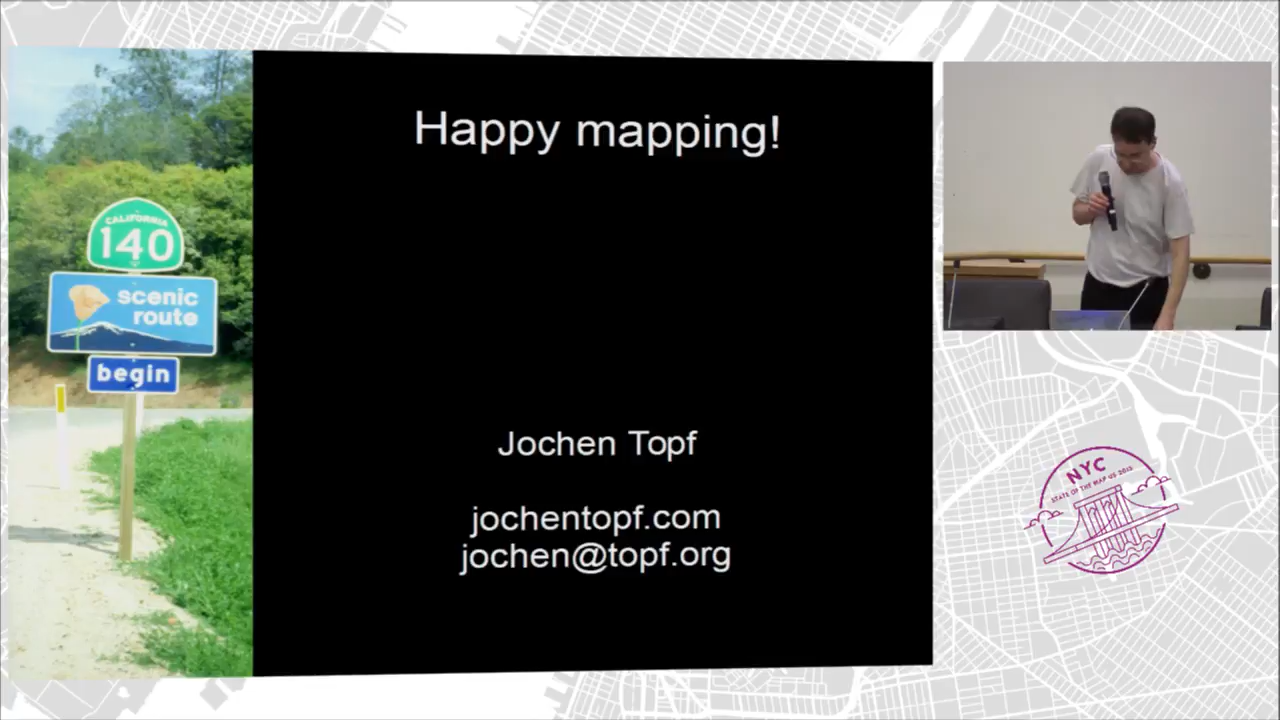 Happy mapping!
CALIFORNIA
140
scenic
route
begin
Jochen Topf
jochentopf.com
jochen@topf.org
NYC
STATE OF THE MAP US 2015